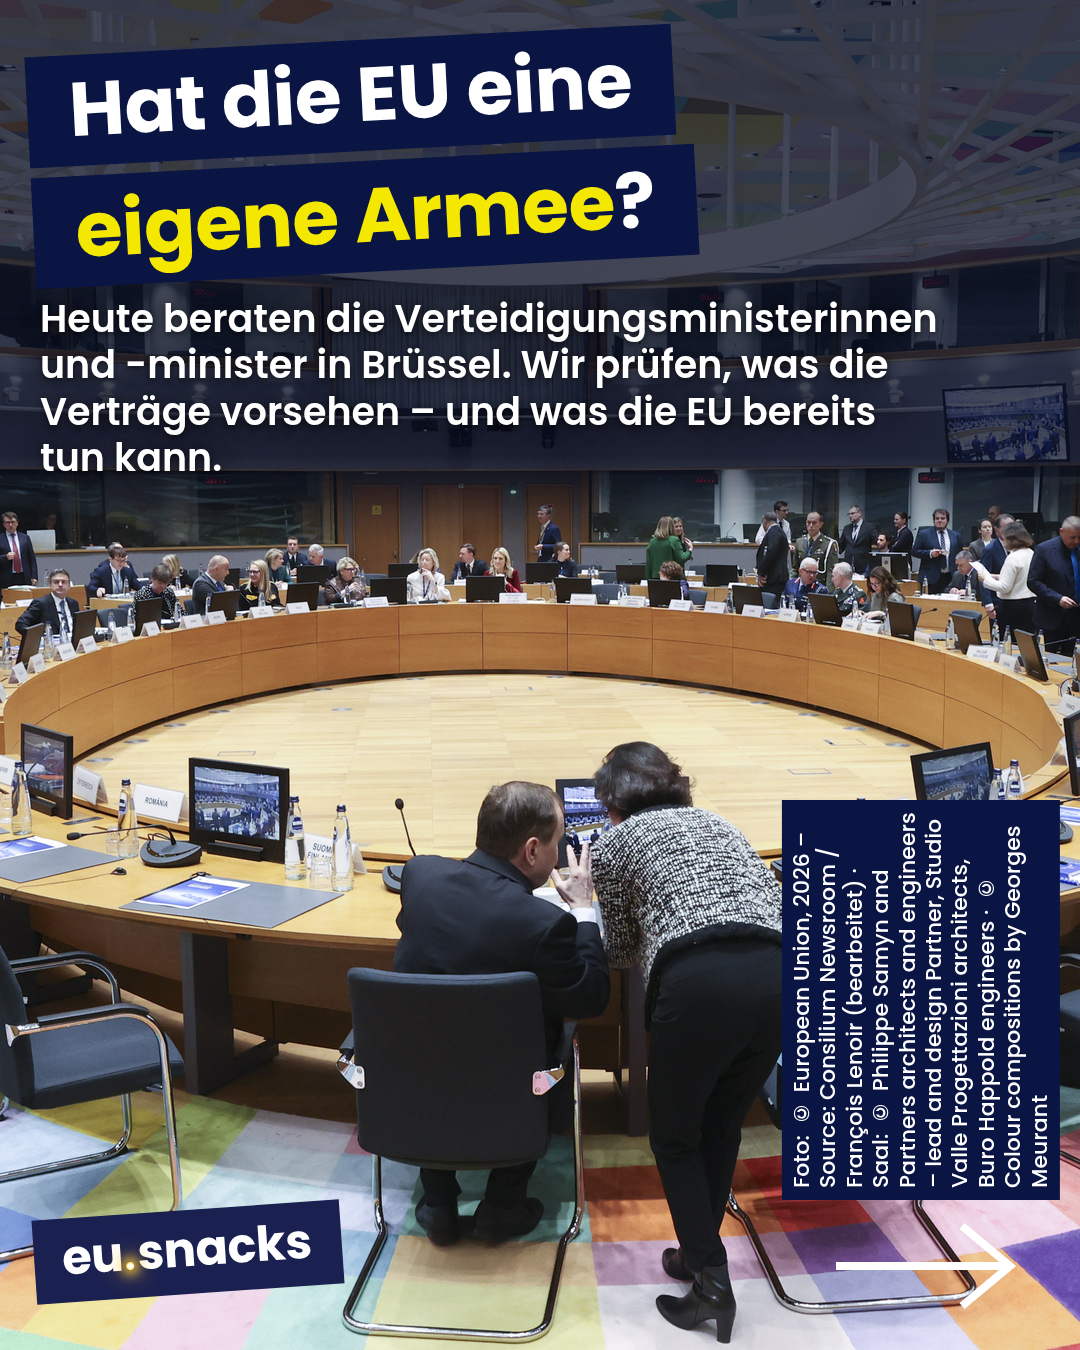 Hat die EU eine
eigene Armee?
Heute beraten die Verteidigungsministerinnen
und -minister in Brüssel. Wir prüfen, was die
Verträge vorsehen – und was die EU bereits
tun kann.
ROMÂNIA
SUOMI
Foto: © European Union, 2026 –
Source: Consilium Newsroom /
François Lenoir (bearbeitet) ·
Saal: © Philippe Samyn and
Partners architects and engineers
– lead and design Partner, Studio
Valle Progettazioni architects,
Buro Happold engineers · ©
Colour compositions by Georges
Meurant
eu.snacks